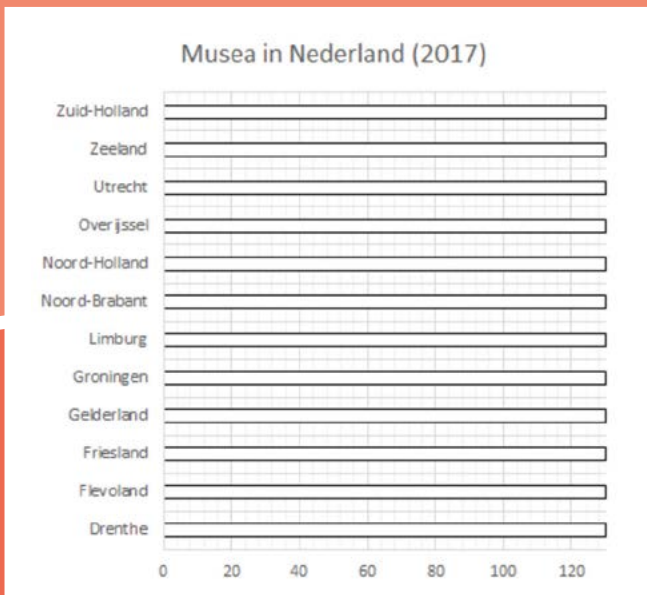 Musea in Nederland (2017)
Zuid-Holland
Zeeland
Utrecht
Overijssel
Noord-Holland
Noord-Brabant
Limburg
Groningen
Gelderland
Friesland
Flevoland
Drenthe
0 20 40 60 80 100 120